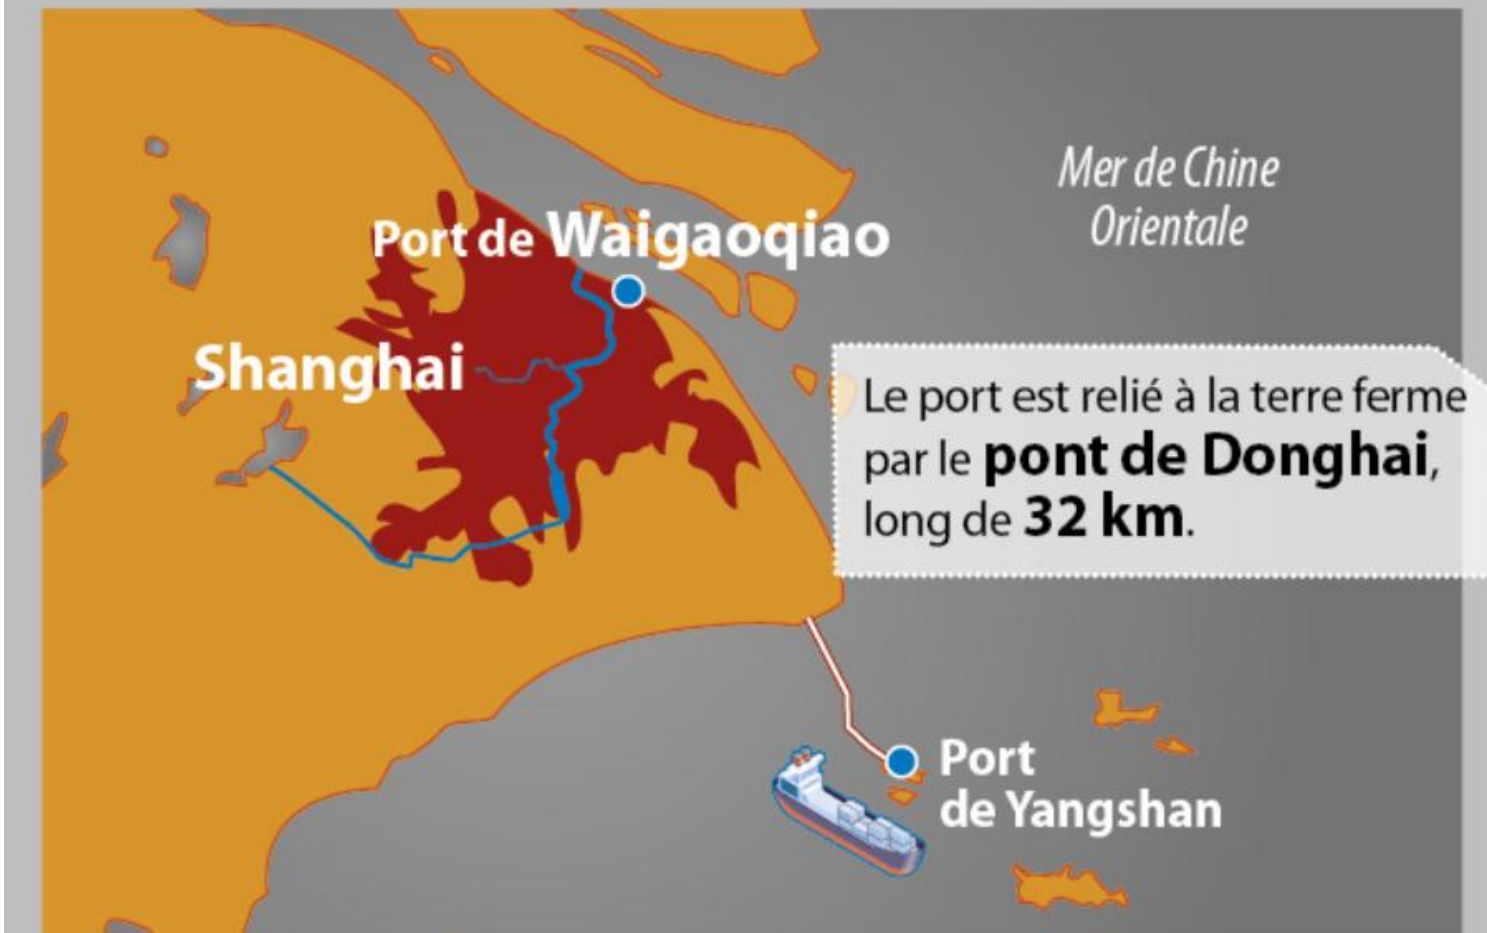 Mer de Chine
Orientale
Port de Waigaoqiao
Shanghai
Le port est relié à la terre ferme
par le pont de Donghai,
long de 32 km.
Port
de Yangshan